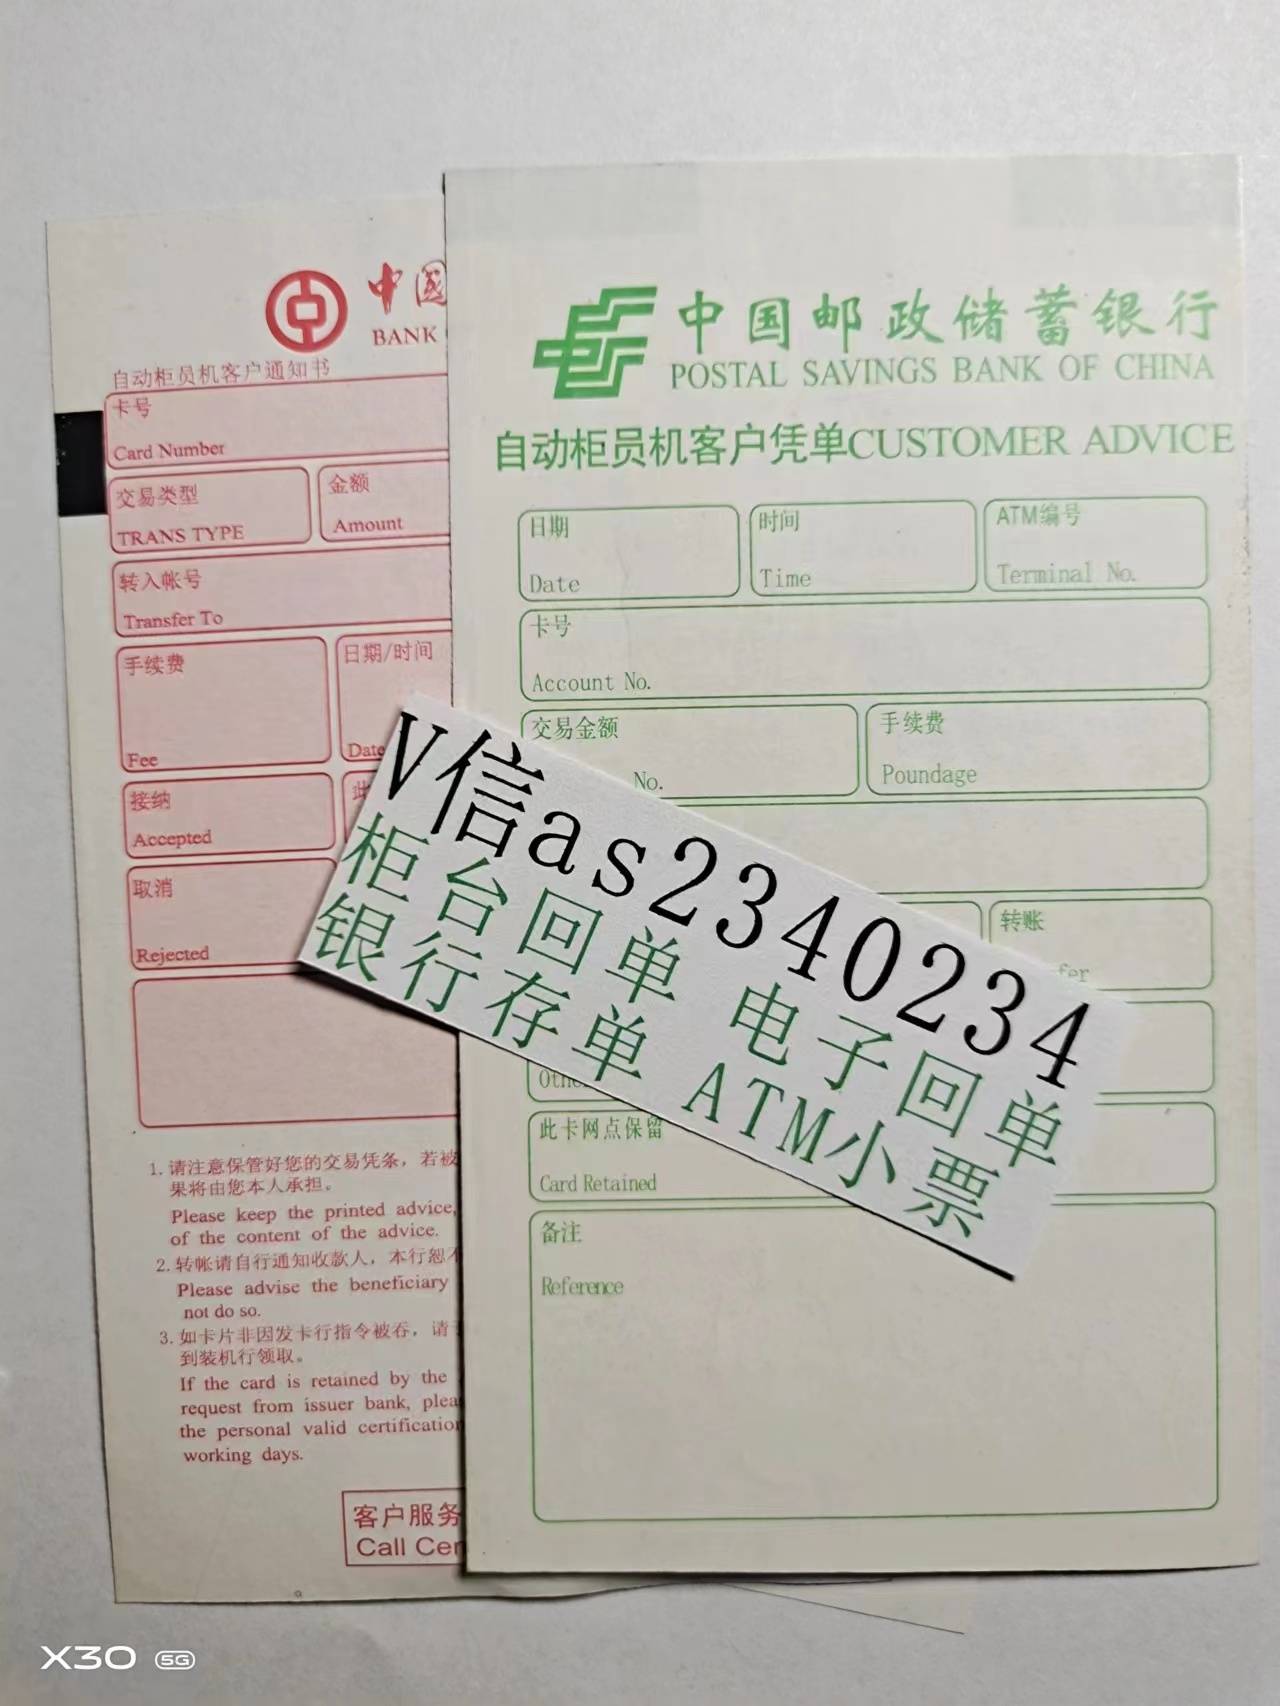 中国
BANK
自动柜员机客户通知书
卡号
Card Number
交易类型
TRANS TYPE
金额
Amount
转入帐号
Transfer To
手续费
Fee
日期/时间
Date
接纳
Accepted
此
取消
Rejected
1.请注意保管好您的交易凭条，若被
果将由您本人承担。
Please keep the printed advice,
of the content of the advice.
2.转帐请自行通知收款人，本行恕不
Please advise the beneficiary
not do so.
3.如卡片非因发卡行指令被吞，请
到装机行领取。
If the card is retained by the
request from issuer bank, plea
the personal valid certification
working days.
客户服务
Call Cen
中国邮政储蓄银行
POSTAL SAVINGS BANK OF CHINA
自动柜员机客户凭单CUSTOMER ADVICE
日期
Date
时间
Time
ATM编号
Terminal No.
卡号
Account No.
交易金额
No.
手续费
Poundage
转账
fer
Othe
此卡网点保留
Card Retained
备注
Reference
V信as2340234
柜台回单 电子回单
银行存单 ATM小票
X30 5G